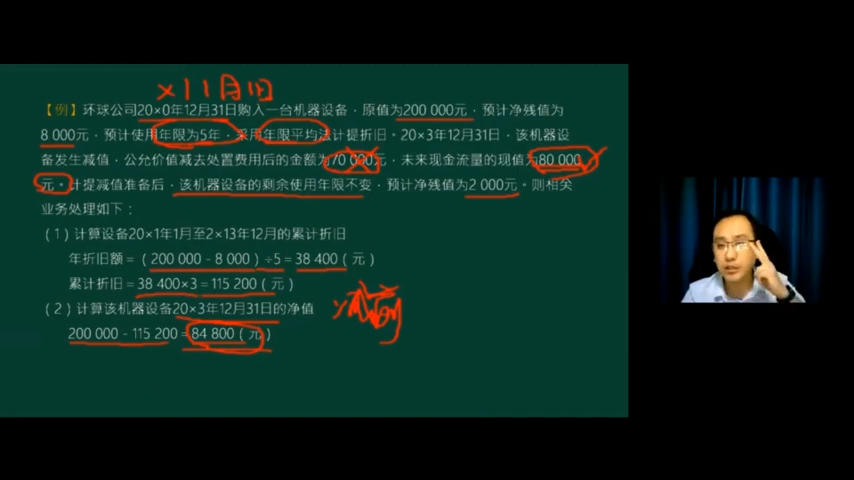 ×11月旧
【例】环球公司20×0年12月31日购入一台机器设备，原值为200 000元，预计净残值为
8 000元，预计使用年限为5年，采用年限平均法计提折旧。20×3年12月31日，该机器设
备发生减值，公允价值减去处置费用后的金额为70 000元，未来现金流量的现值为80 000
元。计提减值准备后，该机器设备的剩余使用年限不变，预计净残值为2 000元。则相关
业务处理如下：
（1）计算设备20×1年1月至2×13年12月的累计折旧
年折旧额=（200 000-8 000）÷5=38 400（元）
累计折旧=38 400×3=115 200（元）
（2）计算该机器设备20×3年12月31日的净值
200 000-115 200=84 800（元）